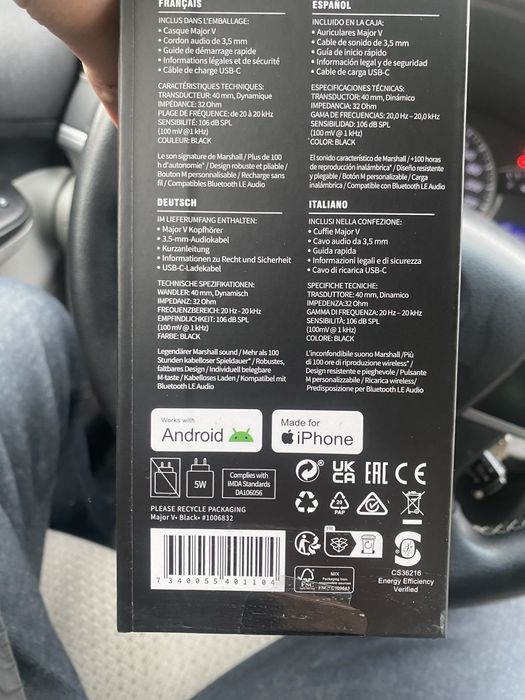 FRANÇAIS
INCLUS DANS L'EMBALLAGE:
• Casque Major V
• Cordon audio de 3,5 mm
• Guide de démarrage rapide
• Informations légales et de sécurité
• Câble de charge USB-C
CARACTÉRISTIQUES TECHNIQUES:
TRANSDUCTEUR: 40 mm, Dynamique
IMPÉDANCE: 32 Ohm
PLAGE DE FRÉQUENCE: de 20 à 20 kHz
SENSIBILITÉ: 106 dB SPL
(100 mV @ 1 kHz)
COULEUR: BLACK
Le son signature de Marshall / Plus de 100
h d'autonomie* / Design robuste et pliable /
Bouton M personnalisable / Recharge sans
fil / Compatibles Bluetooth LE Audio
ESPAÑOL
INCLUIDO EN LA CAJA:
• Auriculares Major V
• Cable de sonido de 3,5 mm
• Guía de inicio rápido
• Información legal y de seguridad
• Cable de carga USB-C
ESPECIFICACIONES TÉCNICAS:
TRANSDUCTOR: 40 mm, Dinámico
IMPEDANCIA: 32 Ohm
GAMA DE FRECUENCIAS: 20,0 Hz – 20,0 kHz
SENSIBILIDAD: 106 dB SPL
(100 mV @ 1 kHz)
COLOR: BLACK
El sonido característico de Marshall / +100 horas
de reproducción inalámbrica* / Diseño resistente
y plegable / Botón M personalizable / Carga
inalámbrica / Compatible con Bluetooth LE Audio
DEUTSCH
IM LIEFERUMFANG ENTHALTEN:
• Major V Kopfhörer
• 3.5-mm-Audiokabel
• Kurzanleitung
• Informationen zu Recht und Sicherheit
• USB-C-Ladekabel
TECHNISCHE SPEZIFIKATIONEN:
WANDLER: 40 mm, Dynamisch
IMPEDANZ: 32 Ohm
FREQUENZBEREICH: 20 Hz - 20 kHz
EMPFINDLICHKEIT: 106 dB SPL
(100 mV @ 1 kHz)
FARBE: BLACK
Legendärer Marshall sound / Mehr als 100
Stunden kabelloser Spieldauer* / Robustes,
faltbares Design / Individuell belegbare
M-taste / Kabelloses Laden / Kompatibel mit
Bluetooth LE Audio
ITALIANO
INCLUSI NELLA CONFEZIONE:
• Cuffie Major V
• Cavo audio da 3,5 mm
• Guida rapida
• Informazioni legali e di sicurezza
• Cavo di ricarica USB-C
SPECIFICHE TECNICHE:
TRASDUTTORE: 40 mm, Dinamico
IMPEDENZA:32 Ohm
GAMMA DI FREQUENZA: 20 Hz – 20 kHz
SENSIBILITÀ: 106 dB SPL
(100mV @ 1 kHz)
COLORE: BLACK
L'inconfondibile suono Marshall /Più
di 100 ore di riproduzione wireless* /
Design resistente e pieghevole / Pulsante
M personalizzabile / Ricarica wireless/
Predisposizione per Bluetooth LE Audio
Works with
Android
Made for
iPhone
5W
Complies with
IMDA Standards
DA106056
PLEASE RECYCLE PACKAGING
Major V• Black• #1006832
UK
CA
EAC
CE
20
PAP
FR
7 340055 401104
FSC
MIX
Packaging from
responsible sources
CS36216
Energy Efficiency
Verified